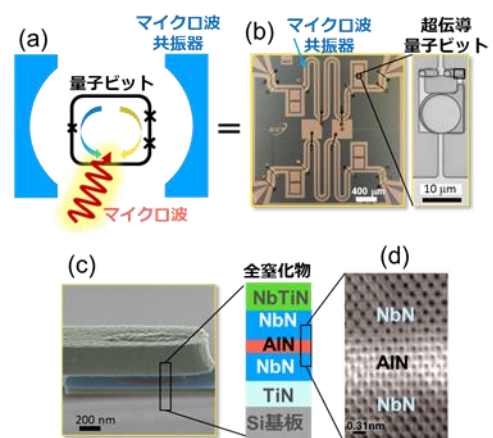 (a)
マイクロ波
共振器
量子ビット
マイクロ波
=
(b)
マイクロ波
共振器
超伝導
量子ビット
400 μm
10 μm
(c)
200 nm
全窒化物
NbTiN
NbN
AlN
NbN
TiN
Si基板
(d)
NbN
AlN
NbN
0.31nm